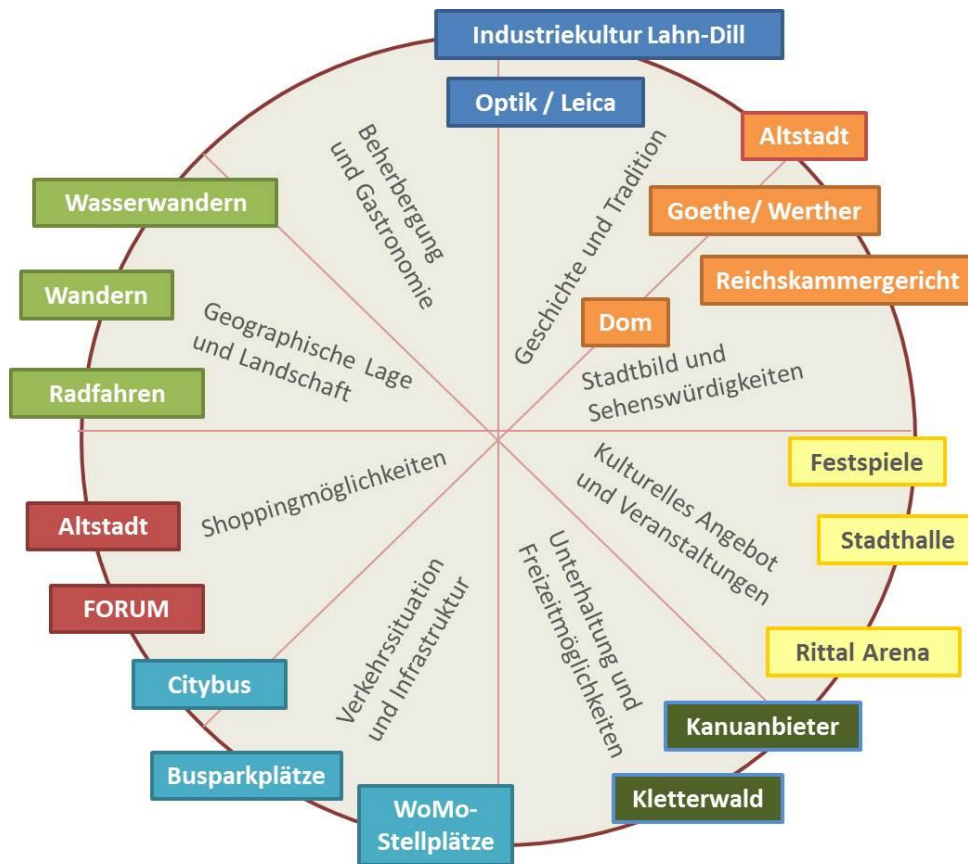 Industriekultur Lahn-Dill
Optik / Leica
Altstadt
Goethe/ Werther
Reichskammergericht
Dom
Geschichte und Tradition
Stadtbild und
Sehenswürdigkeiten
Festspiele
Stadthalle
Rittal Arena
Kulturelles Angebot
und Veranstaltungen
Kanuanbieter
Kletterwald
Unterhaltung und
Freizeitmöglichkeiten
WoMo-
Stellplätze
Busparkplätze
Citybus
Verkehrssituation
und Infrastruktur
FORUM
Altstadt
Shoppingmöglichkeiten
Radfahren
Wandern
Wasserwandern
Geographische Lage
und Landschaft
Beherbergung
und Gastronomie